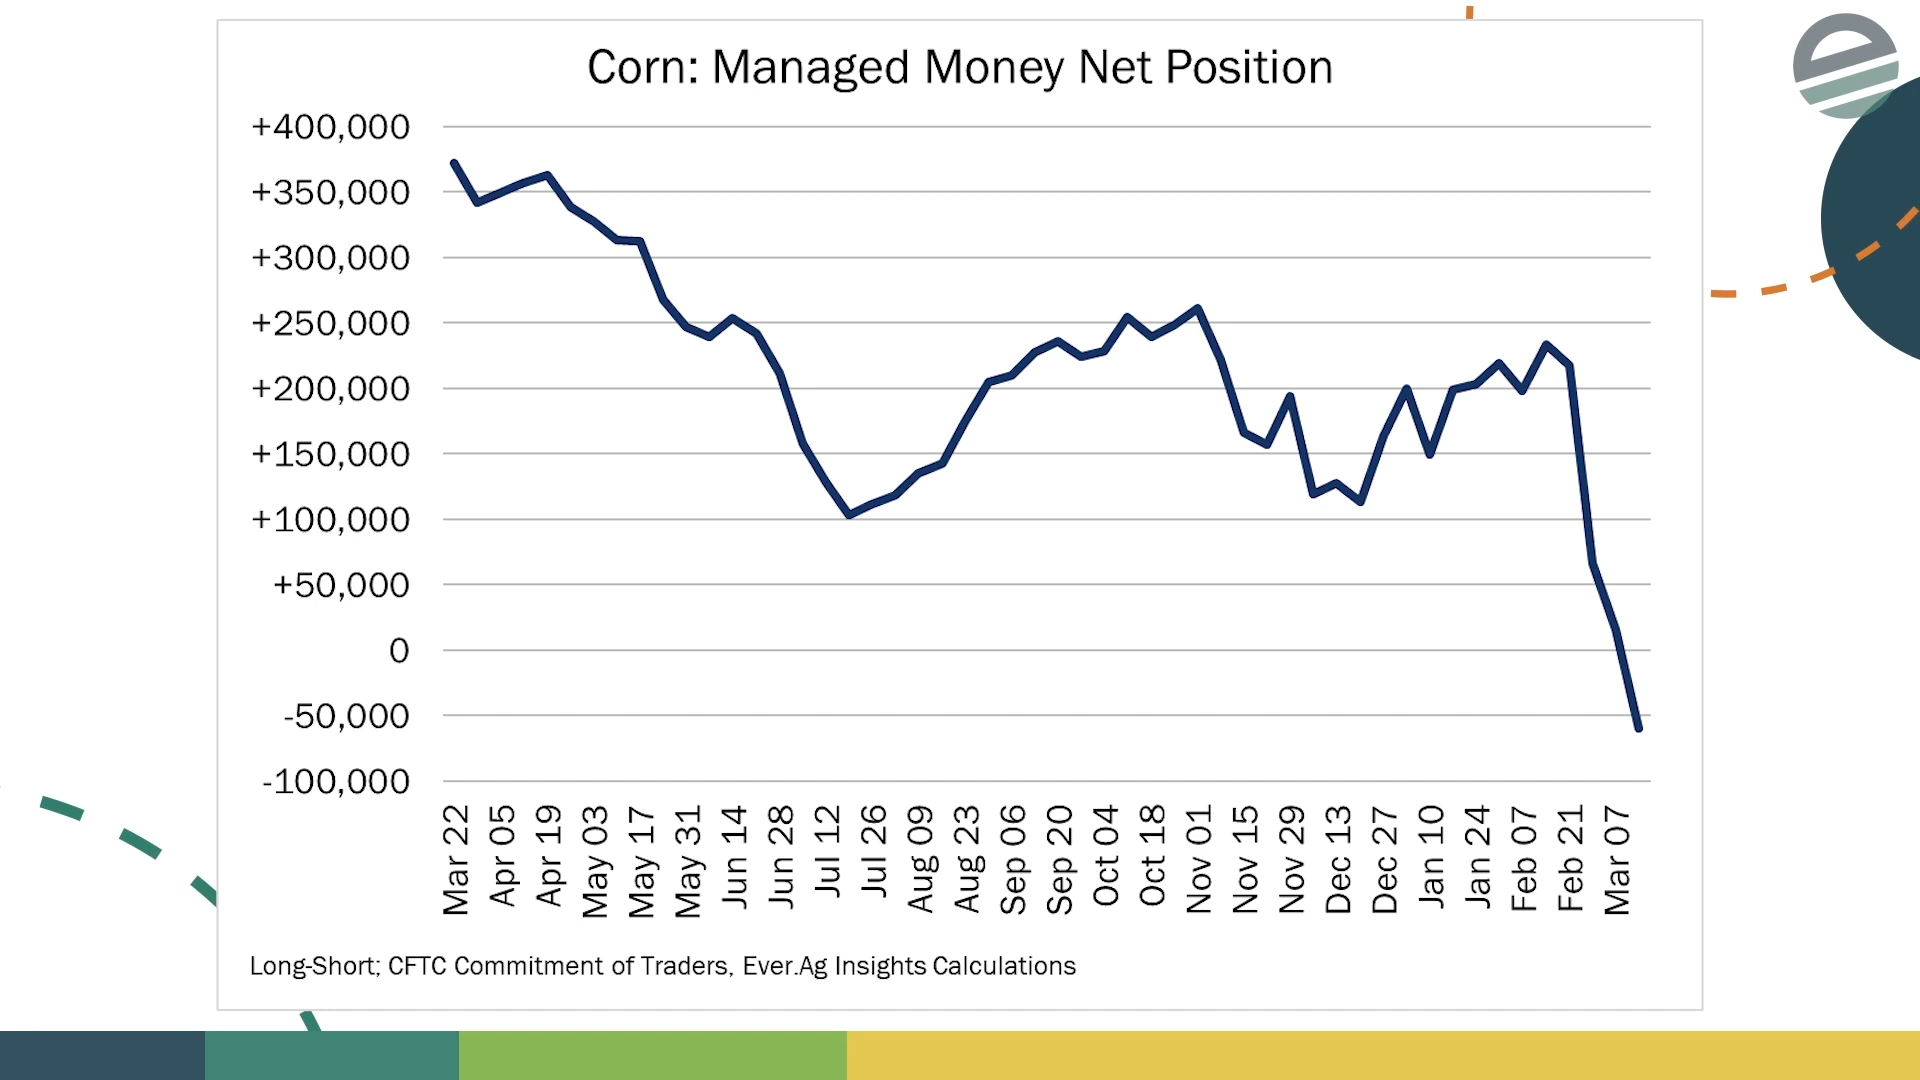 Corn: Managed Money Net Position
+400,000
+350,000
+300,000
+250,000
+200,000
+150,000
+100,000
+50,000
0
-50,000
-100,000
Mar 22
Apr 05
Apr 19
May 03
May 17
May 31
Jun 14
Jun 28
Jul 12
Jul 26
Aug 09
Aug 23
Sep 06
Sep 20
Oct 04
Oct 18
Nov 01
Nov 15
Nov 29
Dec 13
Dec 27
Jan 10
Jan 24
Feb 07
Feb 21
Mar 07
Long-Short; CFTC Commitment of Traders, Ever.Ag Insights Calculations